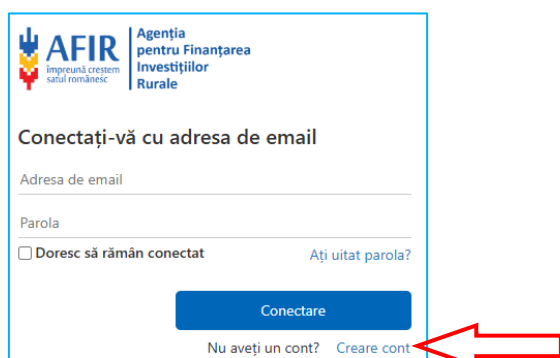 AFIR
împreună creștem
satul românesc
Agenția
pentru Finanțarea
Investițiilor
Rurale
Conectați-vă cu adresa de email
Adresa de email
Parola
Doresc să rămân conectat Ați uitat parola?
Conectare
Nu aveți un cont? Creare cont